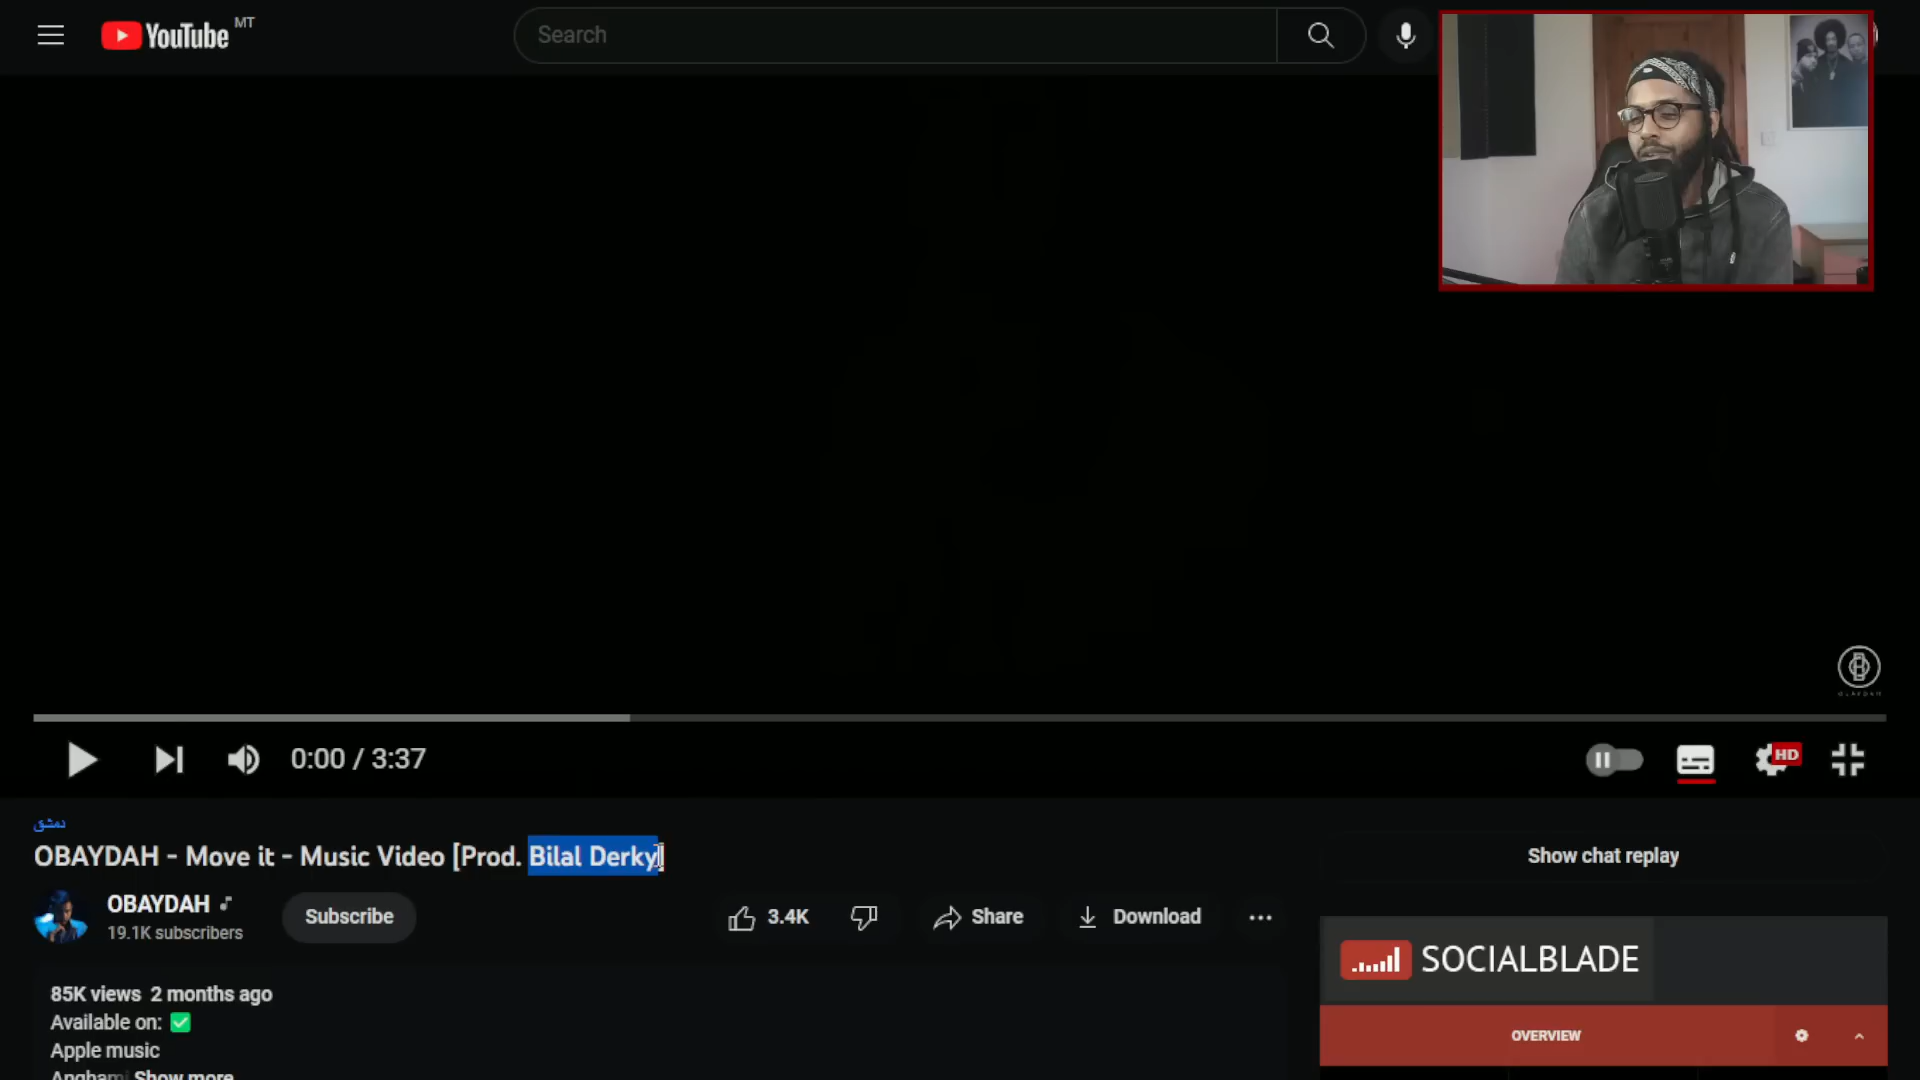 YouTube MT
Search
OBAYDAH
0:00 / 3:37
HD
دمشق
OBAYDAH - Move it - Music Video [Prod. Bilal Derky]
Show chat replay
OBAYDAH
19.1K subscribers
Subscribe
3.4K
Share
Download
SOCIALBLADE
85K views 2 months ago
Available on: ✅
OVERVIEW
Apple music
Anghami Show more